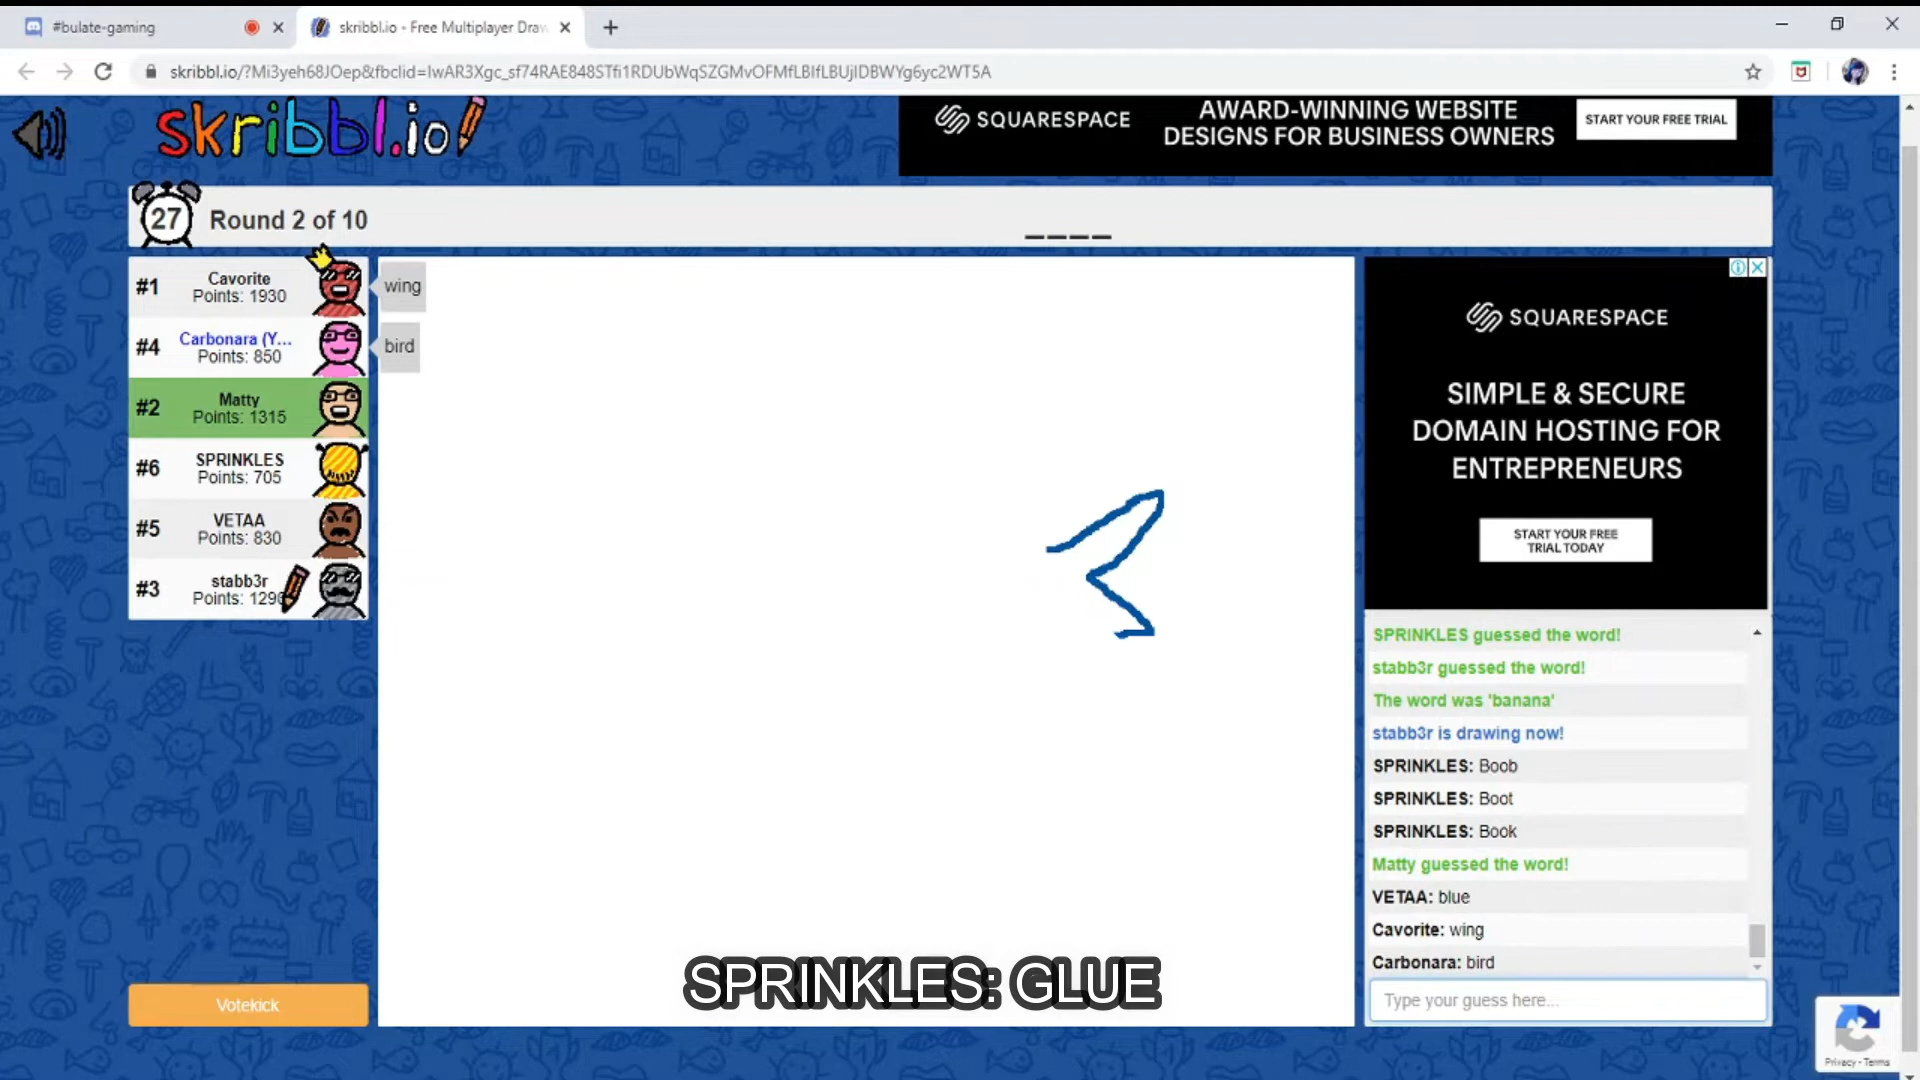 #bulate-gaming
skribbl.io - Free Multiplayer Draw
skribbl.io/?Mi3yeh68JOep&fbclid=IwAR3Xgc_sf74RAE848STfi1RDUbWqSZGMvOFMfLBIfLBUjIDBWYg6yc2WT5A
skribbl.io
SQUARESPACE
AWARD-WINNING WEBSITE
DESIGNS FOR BUSINESS OWNERS
START YOUR FREE TRIAL
27
Round 2 of 10
____
#1
Cavorite
Points: 1930
wing
#4
Carbonara (Y...
Points: 850
bird
#2
Matty
Points: 1315
#6
SPRINKLES
Points: 705
#5
VETAA
Points: 830
#3
stabb3r
Points: 1290
Votekick
SQUARESPACE
SIMPLE & SECURE
DOMAIN HOSTING FOR
ENTREPRENEURS
START YOUR FREE
TRIAL TODAY
SPRINKLES guessed the word!
stabb3r guessed the word!
The word was 'banana'
stabb3r is drawing now!
SPRINKLES: Boob
SPRINKLES: Boot
SPRINKLES: Book
Matty guessed the word!
VETAA: blue
Cavorite: wing
Carbonara: bird
Type your guess here...
SPRINKLES: GLUE
Privacy - Terms